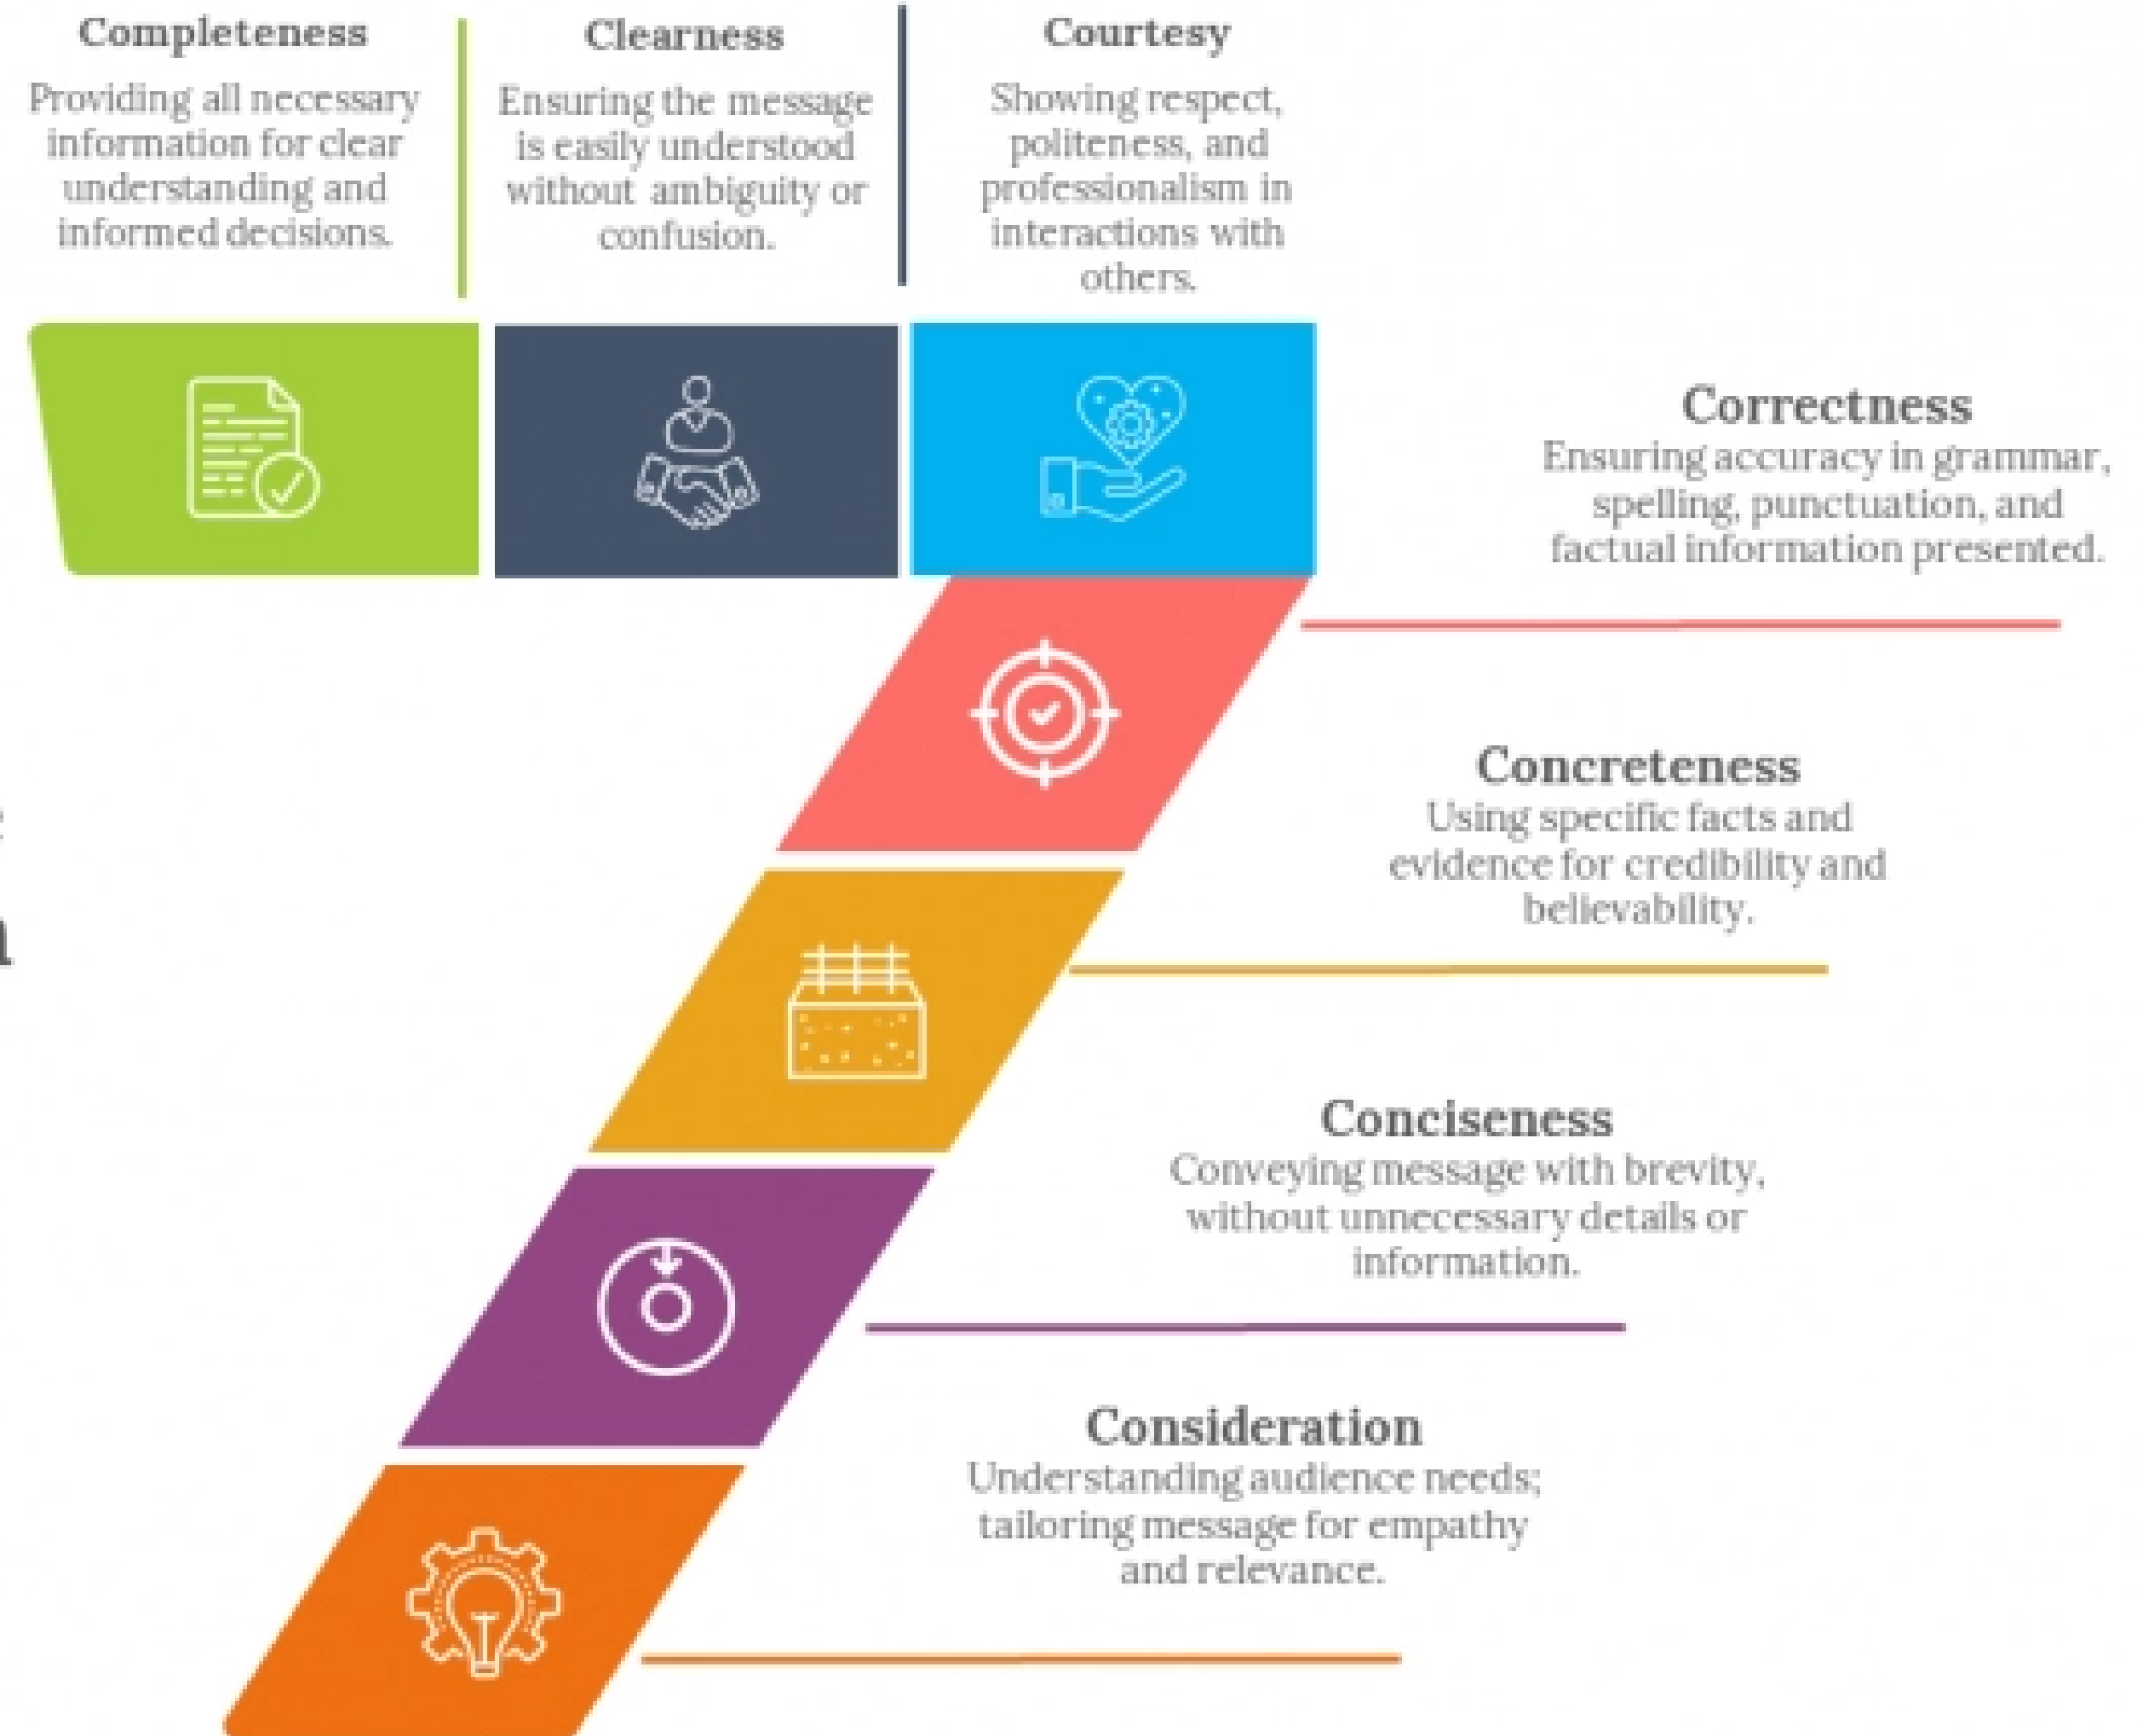 Completeness
Providing all necessary
information for clear
understanding and
informed decisions.
Clearness
Ensuring the message
is easily understood
without ambiguity or
confusion.
Courtesy
Showing respect,
politeness, and
professionalism in
interactions with
others.
Correctness
Ensuring accuracy in grammar,
spelling, punctuation, and
factual information presented.
Concreteness
Using specific facts and
evidence for credibility and
believability.
Conciseness
Conveying message with brevity,
without unnecessary details or
information.
Consideration
Understanding audience needs;
tailoring message for empathy
and relevance.